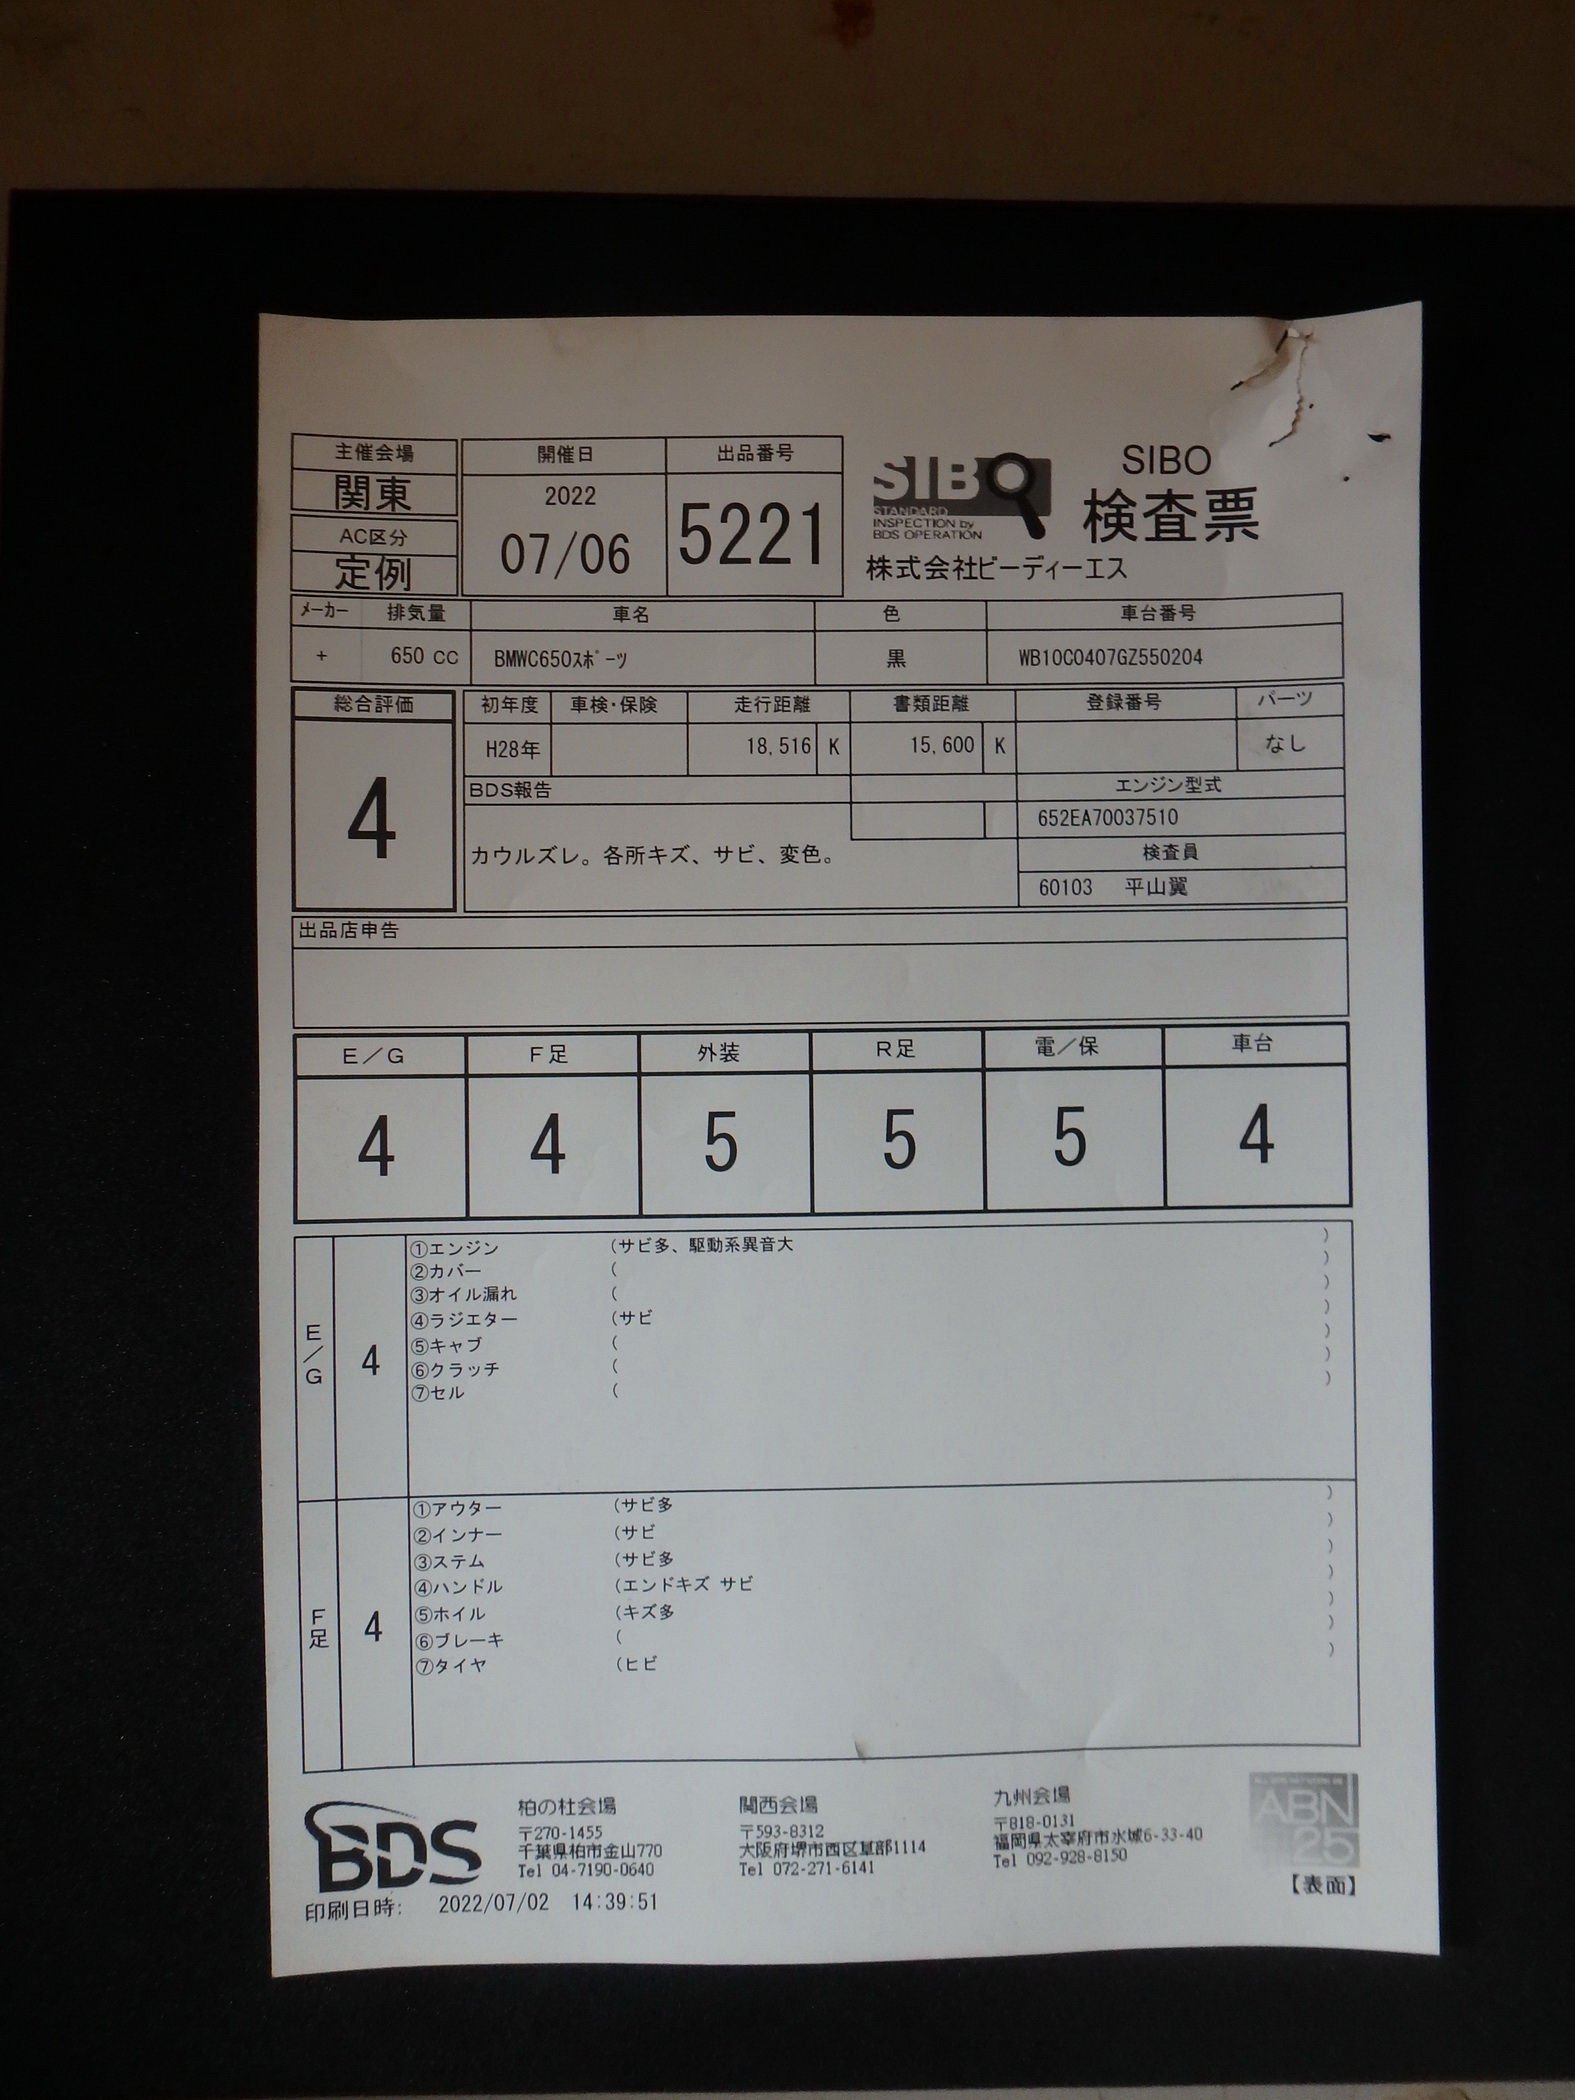 主催会場
関東
AC区分
定例
開催日
2022
07/06
出品番号
5221
SIBO
STANDARD
INSPECTION by
BDS OPERATION
SIBO
検査票
株式会社ビーディーエス
ﾒｰｶｰ 排気量 車名 色 車台番号
+ 650 CC BMWC650ｽﾎﾟｰﾂ 黒 WB10C0407GZ550204
総合評価
4
初年度 車検・保険 走行距離 書類距離 登録番号 パーツ
H28年 18,516 K 15,600 K なし
BDS報告
カウルズレ。各所キズ、サビ、変色。
エンジン型式
652EA70037510
検査員
60103 平山翼
出品店申告
E／G F足 外装 R足 電／保 車台
4 4 5 5 5 4
E／G
4
①エンジン (サビ多、駆動系異音大 )
②カバー ( )
③オイル漏れ ( )
④ラジエター (サビ )
⑤キャブ ( )
⑥クラッチ ( )
⑦セル ( )
F足
4
①アウター (サビ多 )
②インナー (サビ )
③ステム (サビ多 )
④ハンドル (エンドキズ サビ )
⑤ホイル (キズ多 )
⑥ブレーキ ( )
⑦タイヤ (ヒビ )
BDS
柏の杜会場
〒270-1455
千葉県柏市金山770
Tel 04-7190-0640
関西会場
〒593-8312
大阪府堺市西区草部1114
Tel 072-271-6141
九州会場
〒818-0131
福岡県太宰府市水城6-33-40
Tel 092-928-8150
ABN
25
【表面】
印刷日時: 2022/07/02 14:39:51